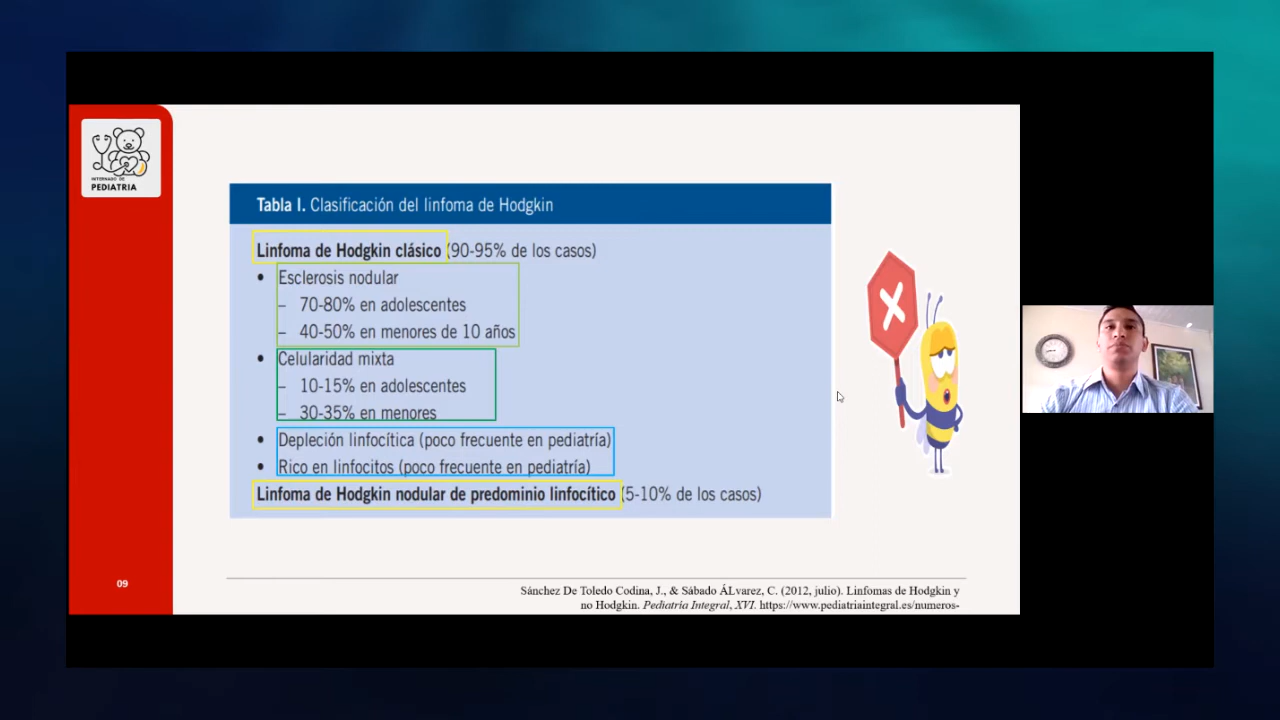 INTERNADO DE
PEDIATRIA
Tabla I. Clasificación del linfoma de Hodgkin
Linfoma de Hodgkin clásico (90-95% de los casos)
• Esclerosis nodular
– 70-80% en adolescentes
– 40-50% en menores de 10 años
• Celularidad mixta
– 10-15% en adolescentes
– 30-35% en menores
• Depleción linfocítica (poco frecuente en pediatría)
• Rico en linfocitos (poco frecuente en pediatría)
Linfoma de Hodgkin nodular de predominio linfocítico (5-10% de los casos)
09
Sánchez De Toledo Codina, J., & Sábado ÁLvarez, C. (2012, julio). Linfomas de Hodgkin y
no Hodgkin. Pediatría Integral, XVI. https://www.pediatriaintegral.es/numeros-